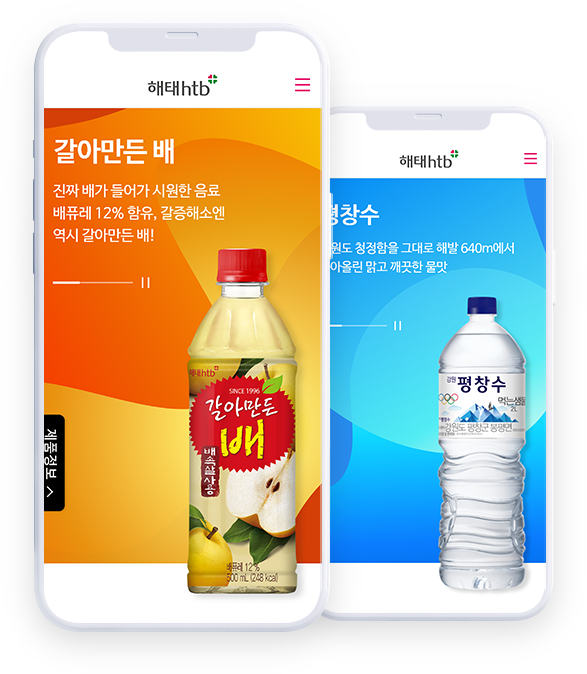 해태htb
갈아만든 배
진짜 배가 들어가 시원한 음료
배퓨레 12% 함유, 갈증해소엔
역시 갈아만든 배!
제품정보
해태htb
SINCE 1996
갈아만든
배
배속살사용
배퓨레 12%
500 mL (248 kcal)
해태htb
평창수
원도 청정함을 그대로 해발 640m에서
아올린 맑고 깨끗한 물맛
강원
평창수
먹는샘물
2L
강원도 평창군 봉평면